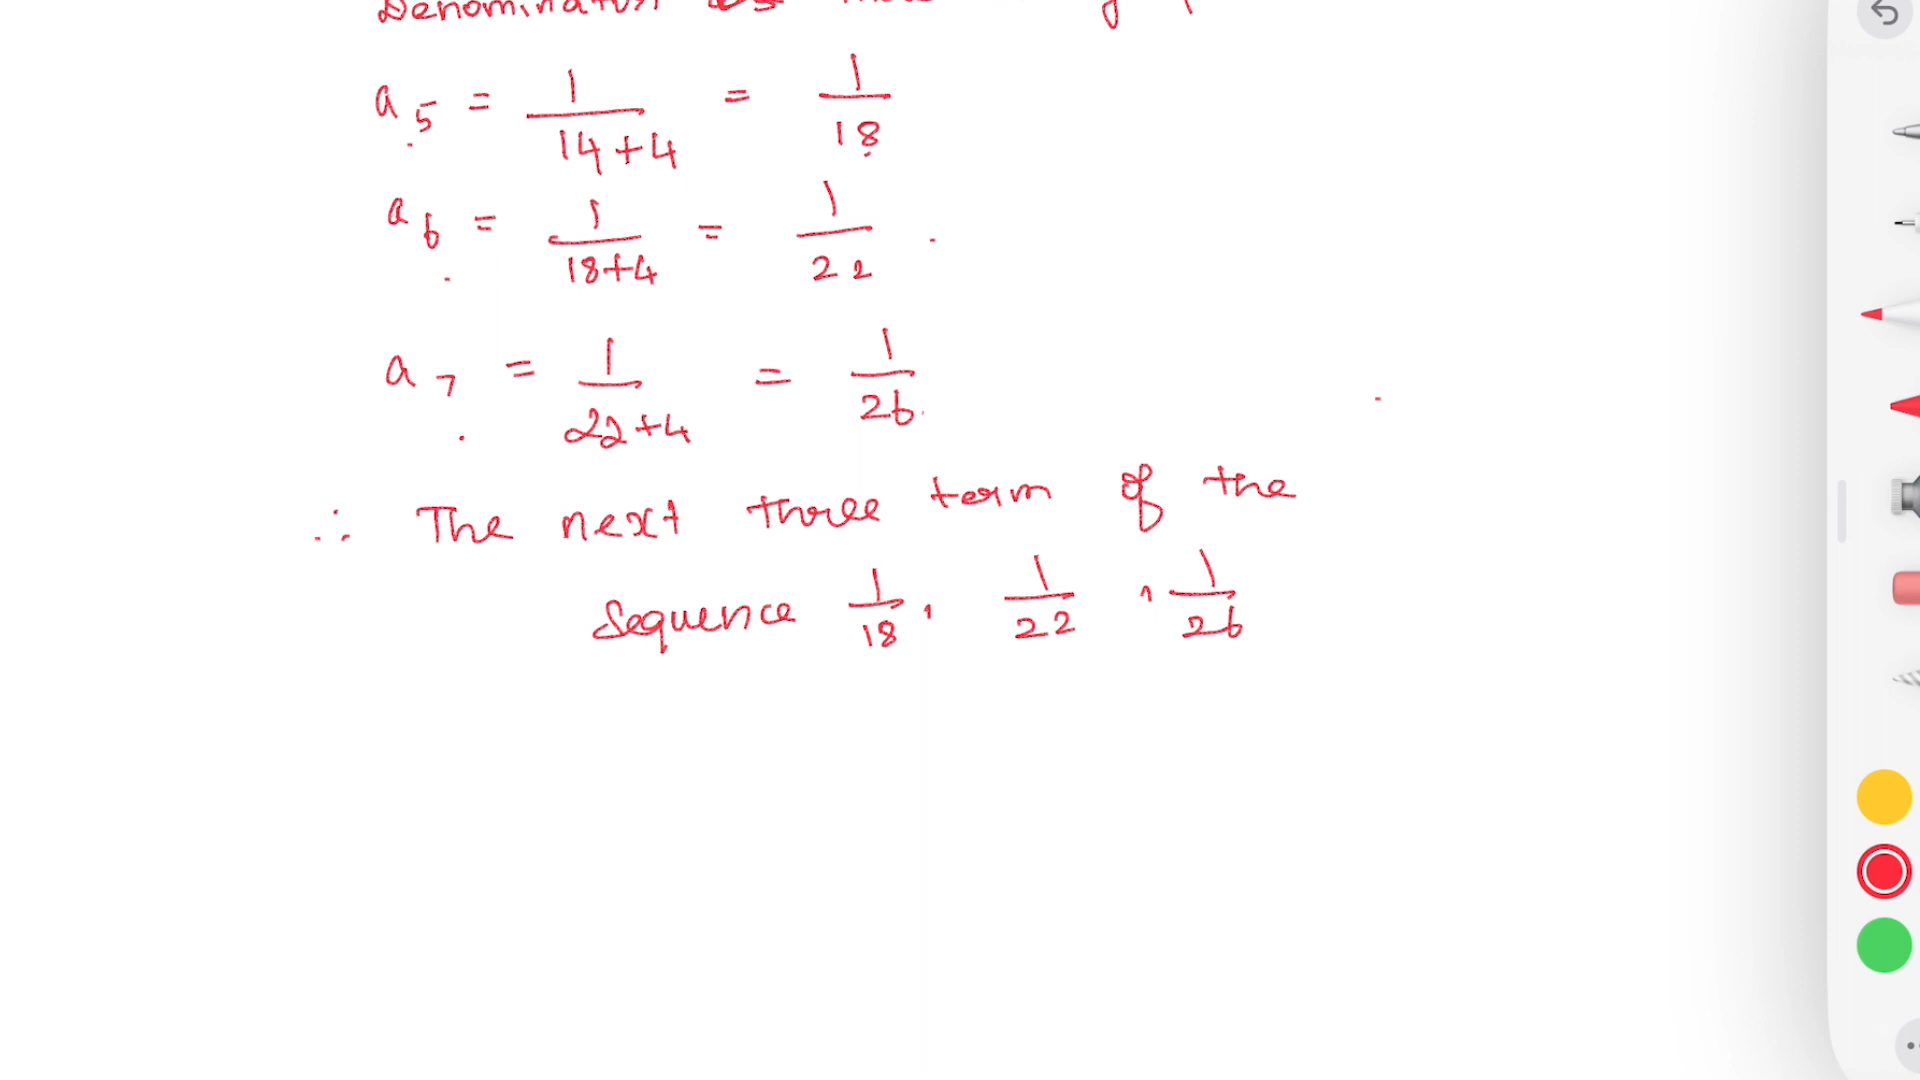 Denominator
a₅ = 1/(14+4) = 1/18
a₆ = 1/(18+4) = 1/22 .
a₇ = 1/(22+4) = 1/26.
∴ The next three term of the
Sequence 1/18, 1/22, 1/26